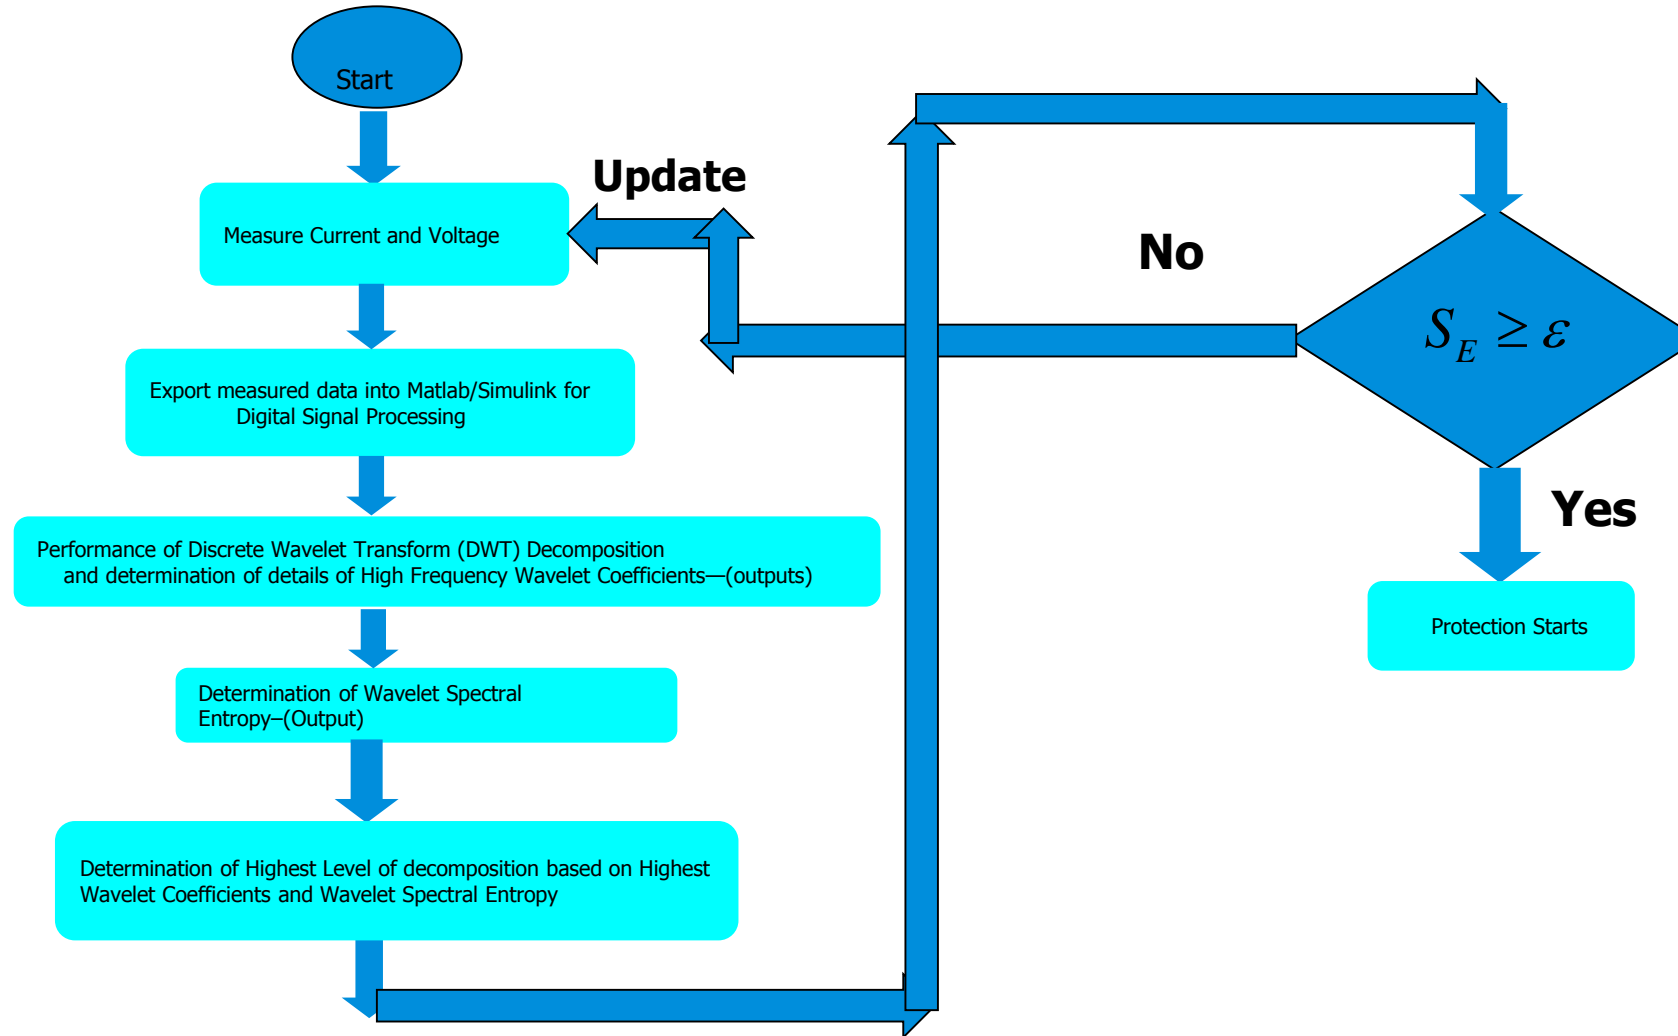 Start
Update
Measure Current and Voltage
No
S_E ≥ ε
Export measured data into Matlab/Simulink for
Digital Signal Processing
Yes
Performance of Discrete Wavelet Transform (DWT) Decomposition
and determination of details of High Frequency Wavelet Coefficients—(outputs)
Protection Starts
Determination of Wavelet Spectral
Entropy–(Output)
Determination of Highest Level of decomposition based on Highest
Wavelet Coefficients and Wavelet Spectral Entropy